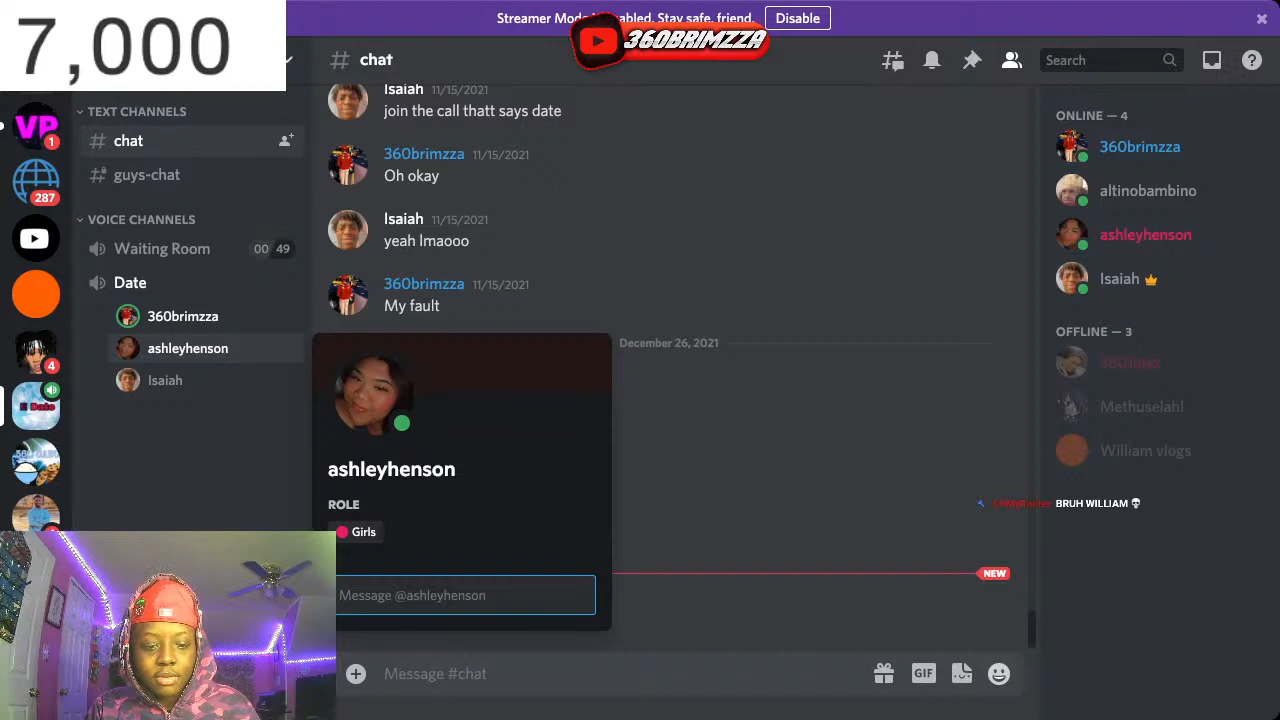 7,000
Streamer Mode
abled. Stay safe, friend.
Disable
360BRIMZZA
chat
Search
TEXT CHANNELS
chat
guys-chat
VOICE CHANNELS
Waiting Room
00 49
Date
360brimzza
ashleyhenson
Isaiah
VP
1
287
4
E Date
Isaiah 11/15/2021
join the call thatt says date
360brimzza 11/15/2021
Oh okay
Isaiah 11/15/2021
yeah lmaooo
360brimzza 11/15/2021
My fault
December 26, 2021
ashleyhenson
ROLE
Girls
Message @ashleyhenson
NEW
Message #chat
GIF
ONLINE — 4
360brimzza
altinobambino
ashleyhenson
Isaiah
OFFLINE — 3
Methuselah!
William vlogs
BRUH WILLIAM